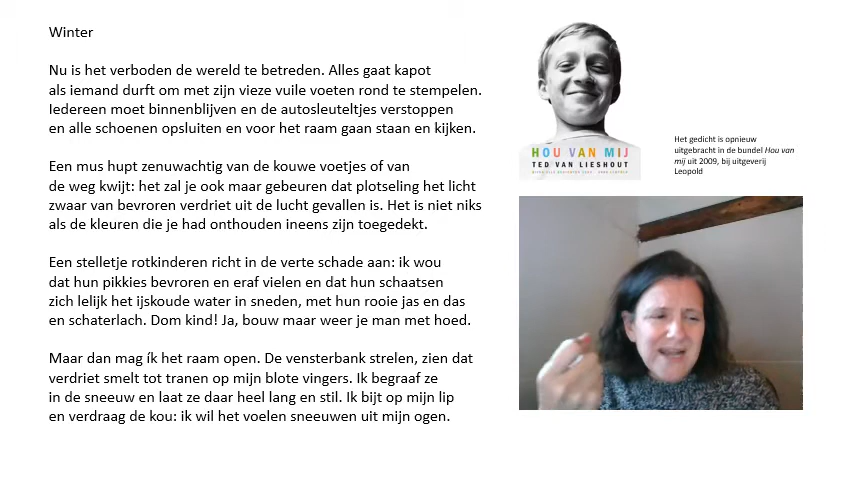 Winter
Nu is het verboden de wereld te betreden. Alles gaat kapot
als iemand durft om met zijn vieze vuile voeten rond te stempelen.
Iedereen moet binnenblijven en de autosleuteltjes verstoppen
en alle schoenen opsluiten en voor het raam gaan staan en kijken.
Een mus hupt zenuwachtig van de kouwe voetjes of van
de weg kwijt: het zal je ook maar gebeuren dat plotseling het licht
zwaar van bevroren verdriet uit de lucht gevallen is. Het is niet niks
als de kleuren die je had onthouden ineens zijn toegedekt.
Een stelletje rotkinderen richt in de verte schade aan: ik wou
dat hun pikkies bevroren en eraf vielen en dat hun schaatsen
zich lelijk het ijskoude water in sneden, met hun rooie jas en das
en schaterlach. Dom kind! Ja, bouw maar weer je man met hoed.
Maar dan mag ík het raam open. De vensterbank strelen, zien dat
verdriet smelt tot tranen op mijn blote vingers. Ik begraaf ze
in de sneeuw en laat ze daar heel lang en stil. Ik bijt op mijn lip
en verdraag de kou: ik wil het voelen sneeuwen uit mijn ogen.
HOU VAN MIJ
TED VAN LIESHOUT
Het gedicht is opnieuw
uitgebracht in de bundel Hou van
mij uit 2009, bij uitgeverij
Leopold